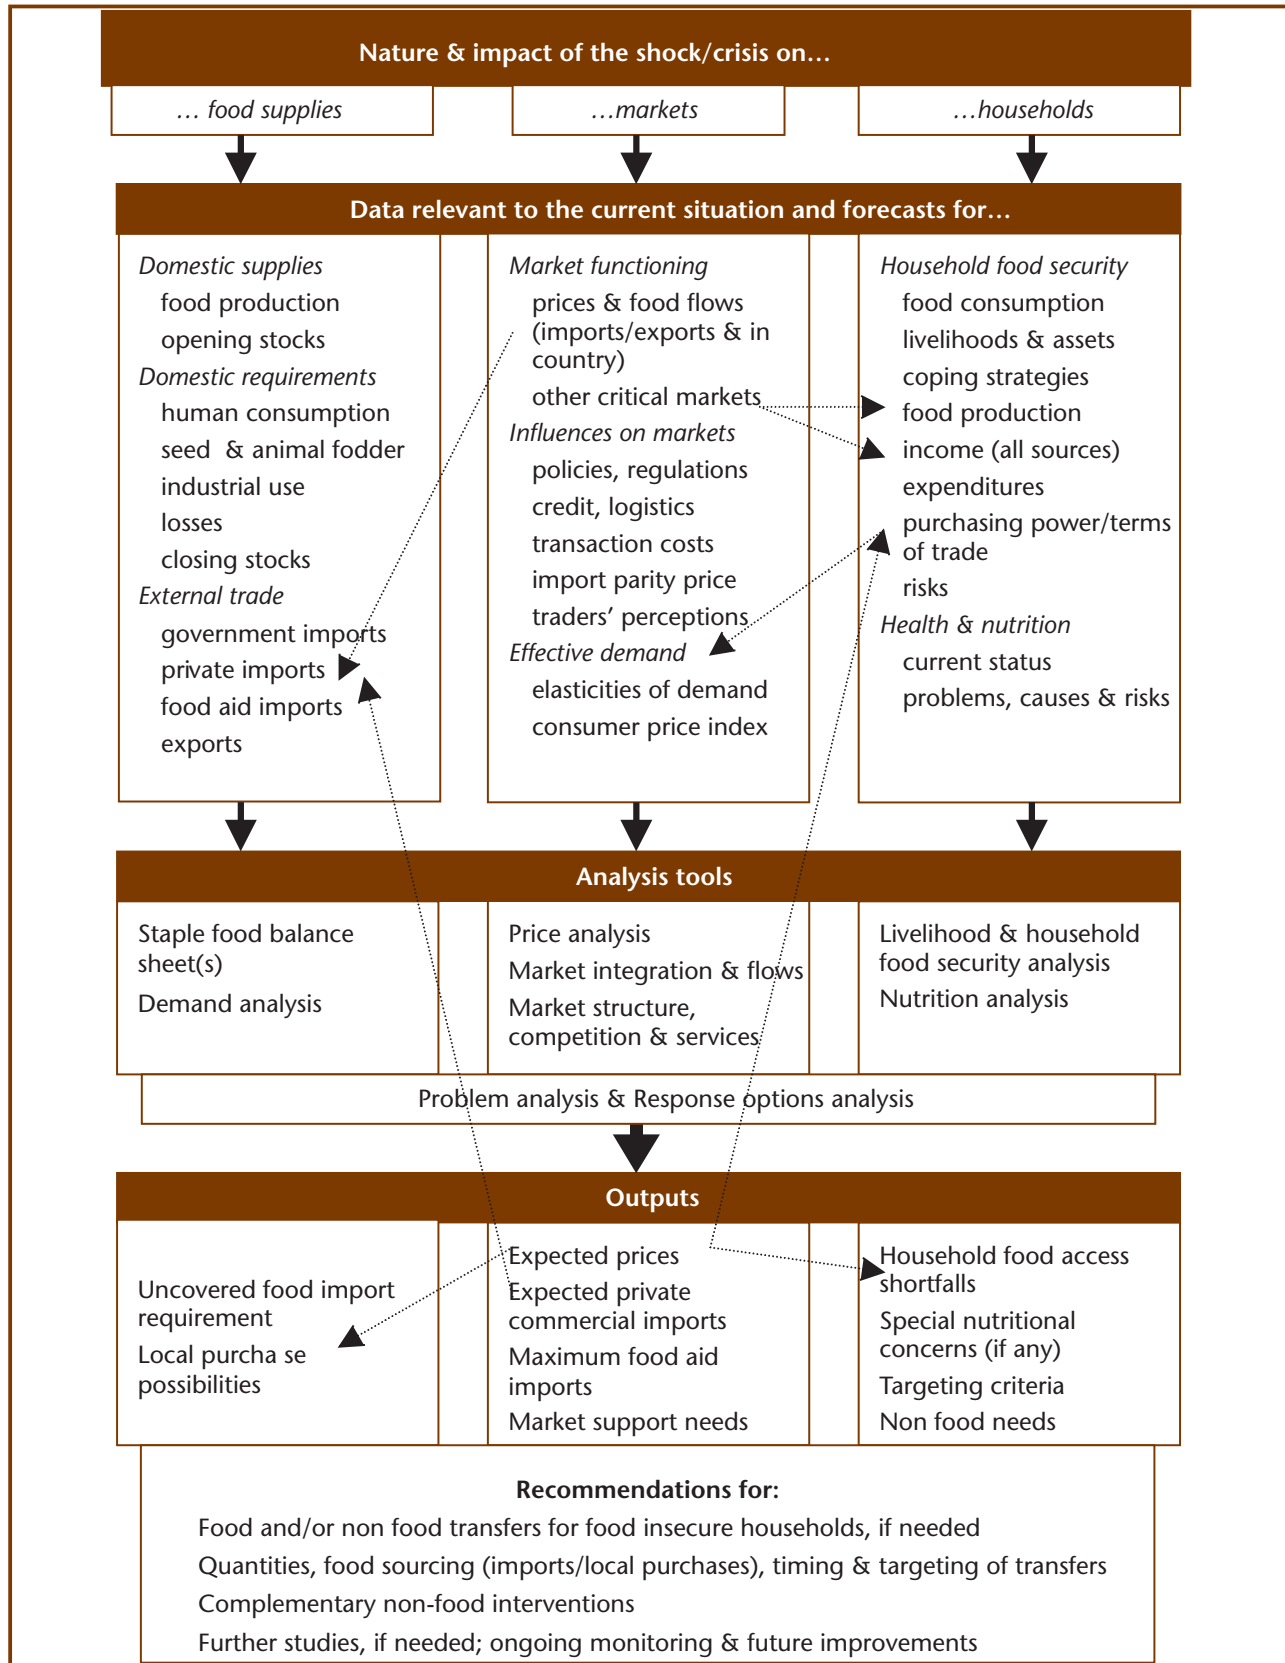 Nature & impact of the shock/crisis on…
… food supplies
…markets
…households
Data relevant to the current situation and forecasts for…
Domestic supplies
food production
opening stocks
Domestic requirements
human consumption
seed & animal fodder
industrial use
losses
closing stocks
External trade
government imports
private imports
food aid imports
exports
Market functioning
prices & food flows
(imports/exports & in
country)
other critical markets
Influences on markets
policies, regulations
credit, logistics
transaction costs
import parity price
traders’ perceptions
Effective demand
elasticities of demand
consumer price index
Household food security
food consumption
livelihoods & assets
coping strategies
food production
income (all sources)
expenditures
purchasing power/terms
of trade
risks
Health & nutrition
current status
problems, causes & risks
Analysis tools
Staple food balance
sheet(s)
Demand analysis
Price analysis
Market integration & flows
Market structure,
competition & services
Livelihood & household
food security analysis
Nutrition analysis
Problem analysis & Response options analysis
Outputs
Uncovered food import
requirement
Local purcha se
possibilities
Expected prices
Expected private
commercial imports
Maximum food aid
imports
Market support needs
Household food access
shortfalls
Special nutritional
concerns (if any)
Targeting criteria
Non food needs
Recommendations for:
Food and/or non food transfers for food insecure households, if needed
Quantities, food sourcing (imports/local purchases), timing & targeting of transfers
Complementary non-food interventions
Further studies, if needed; ongoing monitoring & future improvements